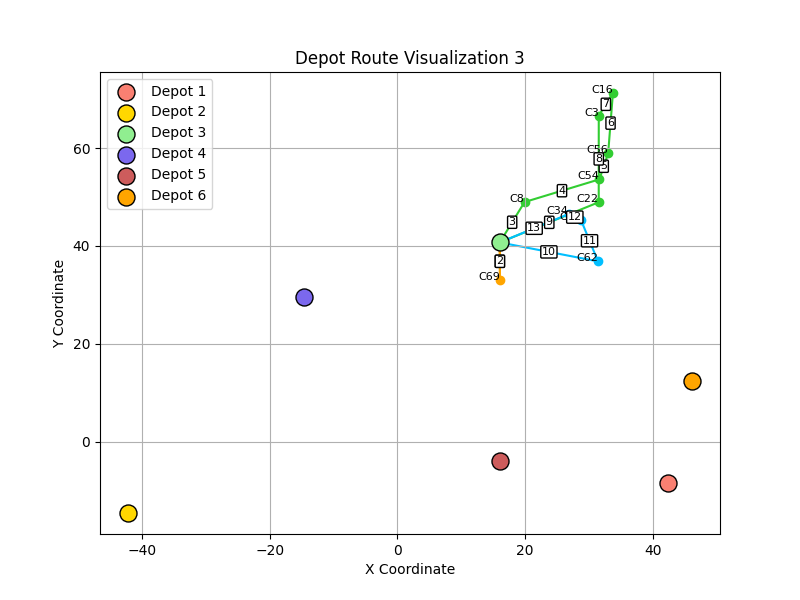 Depot Route Visualization 3
Depot 1
Depot 2
Depot 3
Depot 4
Depot 5
Depot 6
C16
7
C3
6
C56
8
5
C54
4
C8
C22
C34
3
9
12
13
11
10
C62
2
C69
60
40
20
0
Y Coordinate
−40
−20
0
20
40
X Coordinate